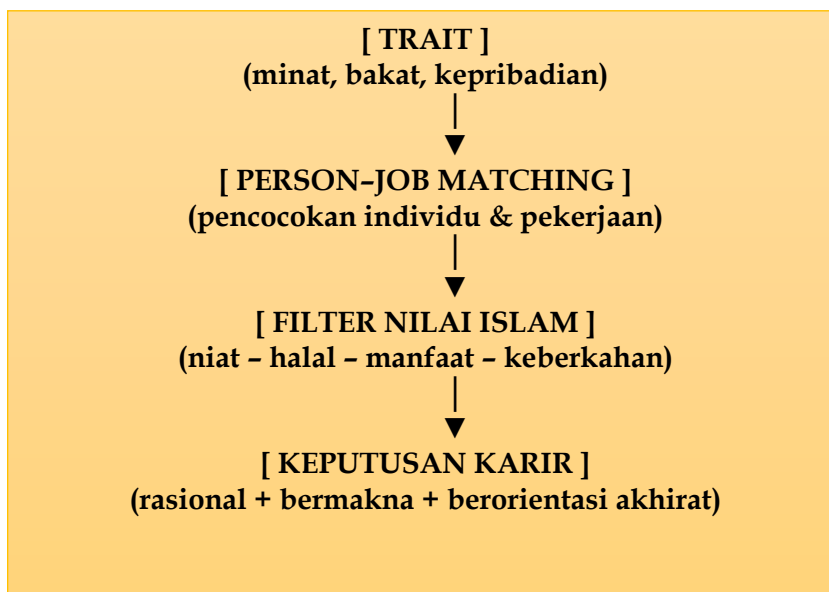 [ TRAIT ]
(minat, bakat, kepribadian)
[ PERSON–JOB MATCHING ]
(pencocokan individu & pekerjaan)
[ FILTER NILAI ISLAM ]
(niat – halal – manfaat – keberkahan)
[ KEPUTUSAN KARIR ]
(rasional + bermakna + berorientasi akhirat)